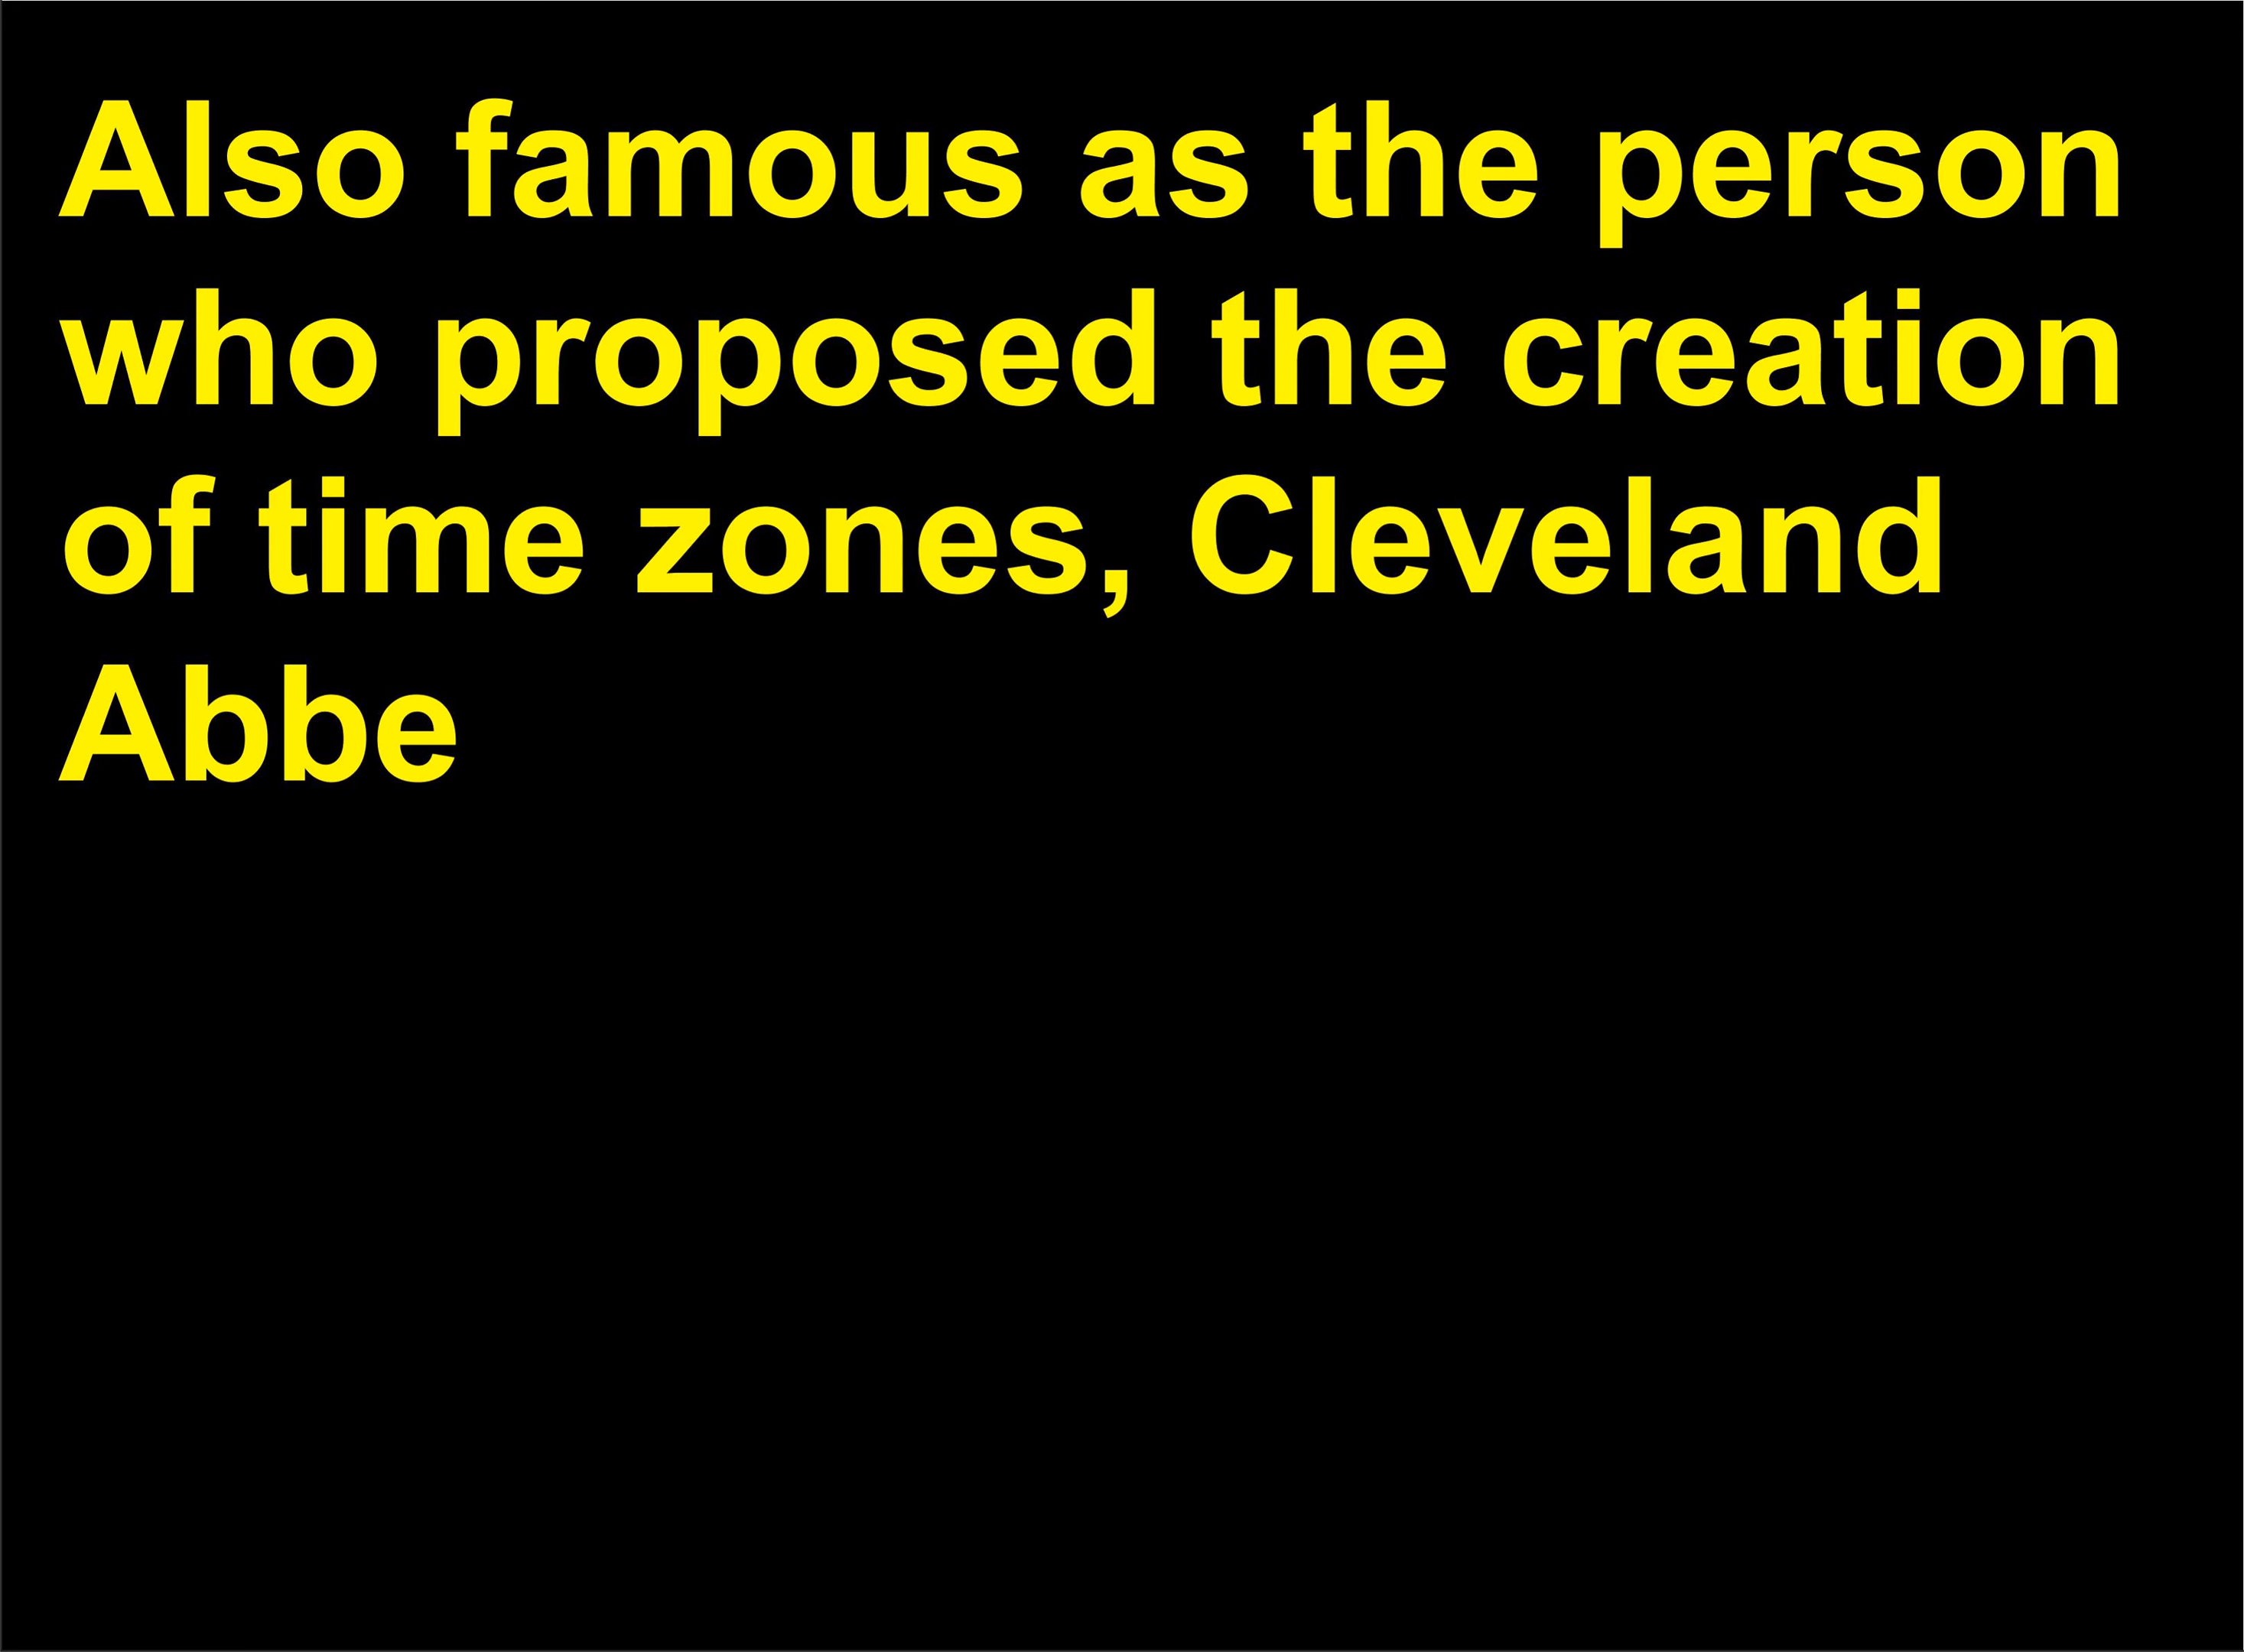 Also famous as the person
who proposed the creation
of time zones, Cleveland
Abbe